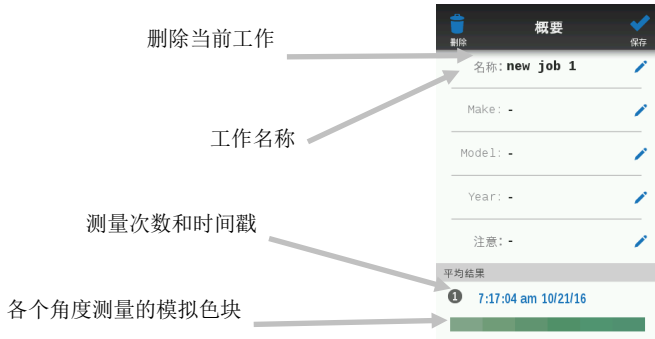 删除当前工作
工作名称
测量次数和时间戳
各个角度测量的模拟色块
删除
概要
保存
名称: new job 1
Make: -
Model: -
Year: -
注意: -
平均结果
1 7:17:04 am 10/21/16